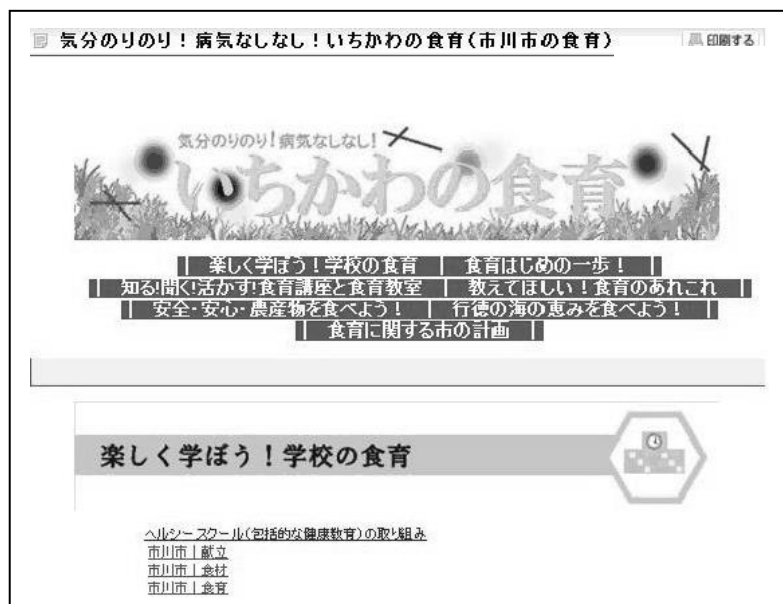 気分のりのり！病気なしなし！いちかわの食育(市川市の食育)
印刷する
気分のりのり！病気なしなし！
いちかわの食育
｜ 楽しく学ぼう！学校の食育 ｜ 食育はじめの一歩！ ｜
｜ 知る!聞く!活かす!食育講座と食育教室 ｜ 教えてほしい！食育のあれこれ ｜
｜ 安全・安心・農産物を食べよう！ ｜ 行徳の海の恵みを食べよう！ ｜
｜ 食育に関する市の計画 ｜
楽しく学ぼう！学校の食育
ヘルシースクール(包括的な健康教育)の取り組み
市川市｜献立
市川市｜食材
市川市｜食育